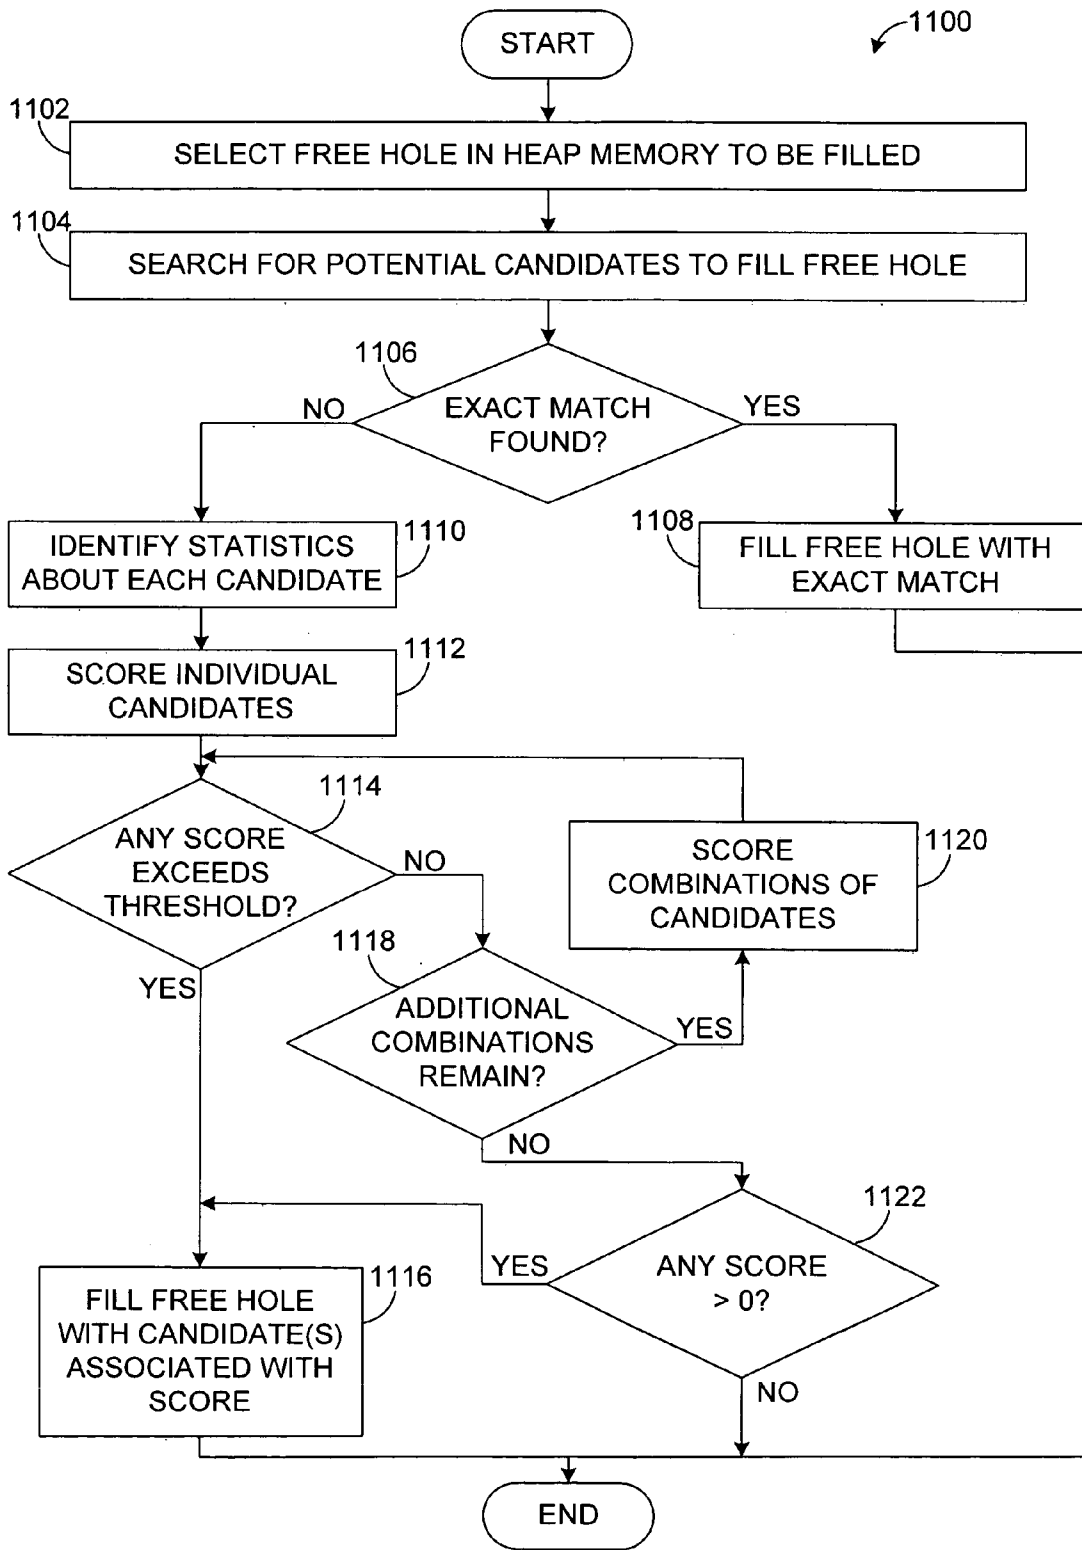 START
1100
1102
SELECT FREE HOLE IN HEAP MEMORY TO BE FILLED
1104
SEARCH FOR POTENTIAL CANDIDATES TO FILL FREE HOLE
1106
EXACT MATCH
FOUND?
NO
YES
IDENTIFY STATISTICS
ABOUT EACH CANDIDATE
1110
1108
FILL FREE HOLE WITH
EXACT MATCH
SCORE INDIVIDUAL
CANDIDATES
1112
ANY SCORE
EXCEEDS
THRESHOLD?
1114
NO
YES
SCORE
COMBINATIONS OF
CANDIDATES
1120
1118
ADDITIONAL
COMBINATIONS
REMAIN?
YES
NO
1122
ANY SCORE
> 0?
YES
NO
FILL FREE HOLE
WITH CANDIDATE(S)
ASSOCIATED WITH
SCORE
1116
END